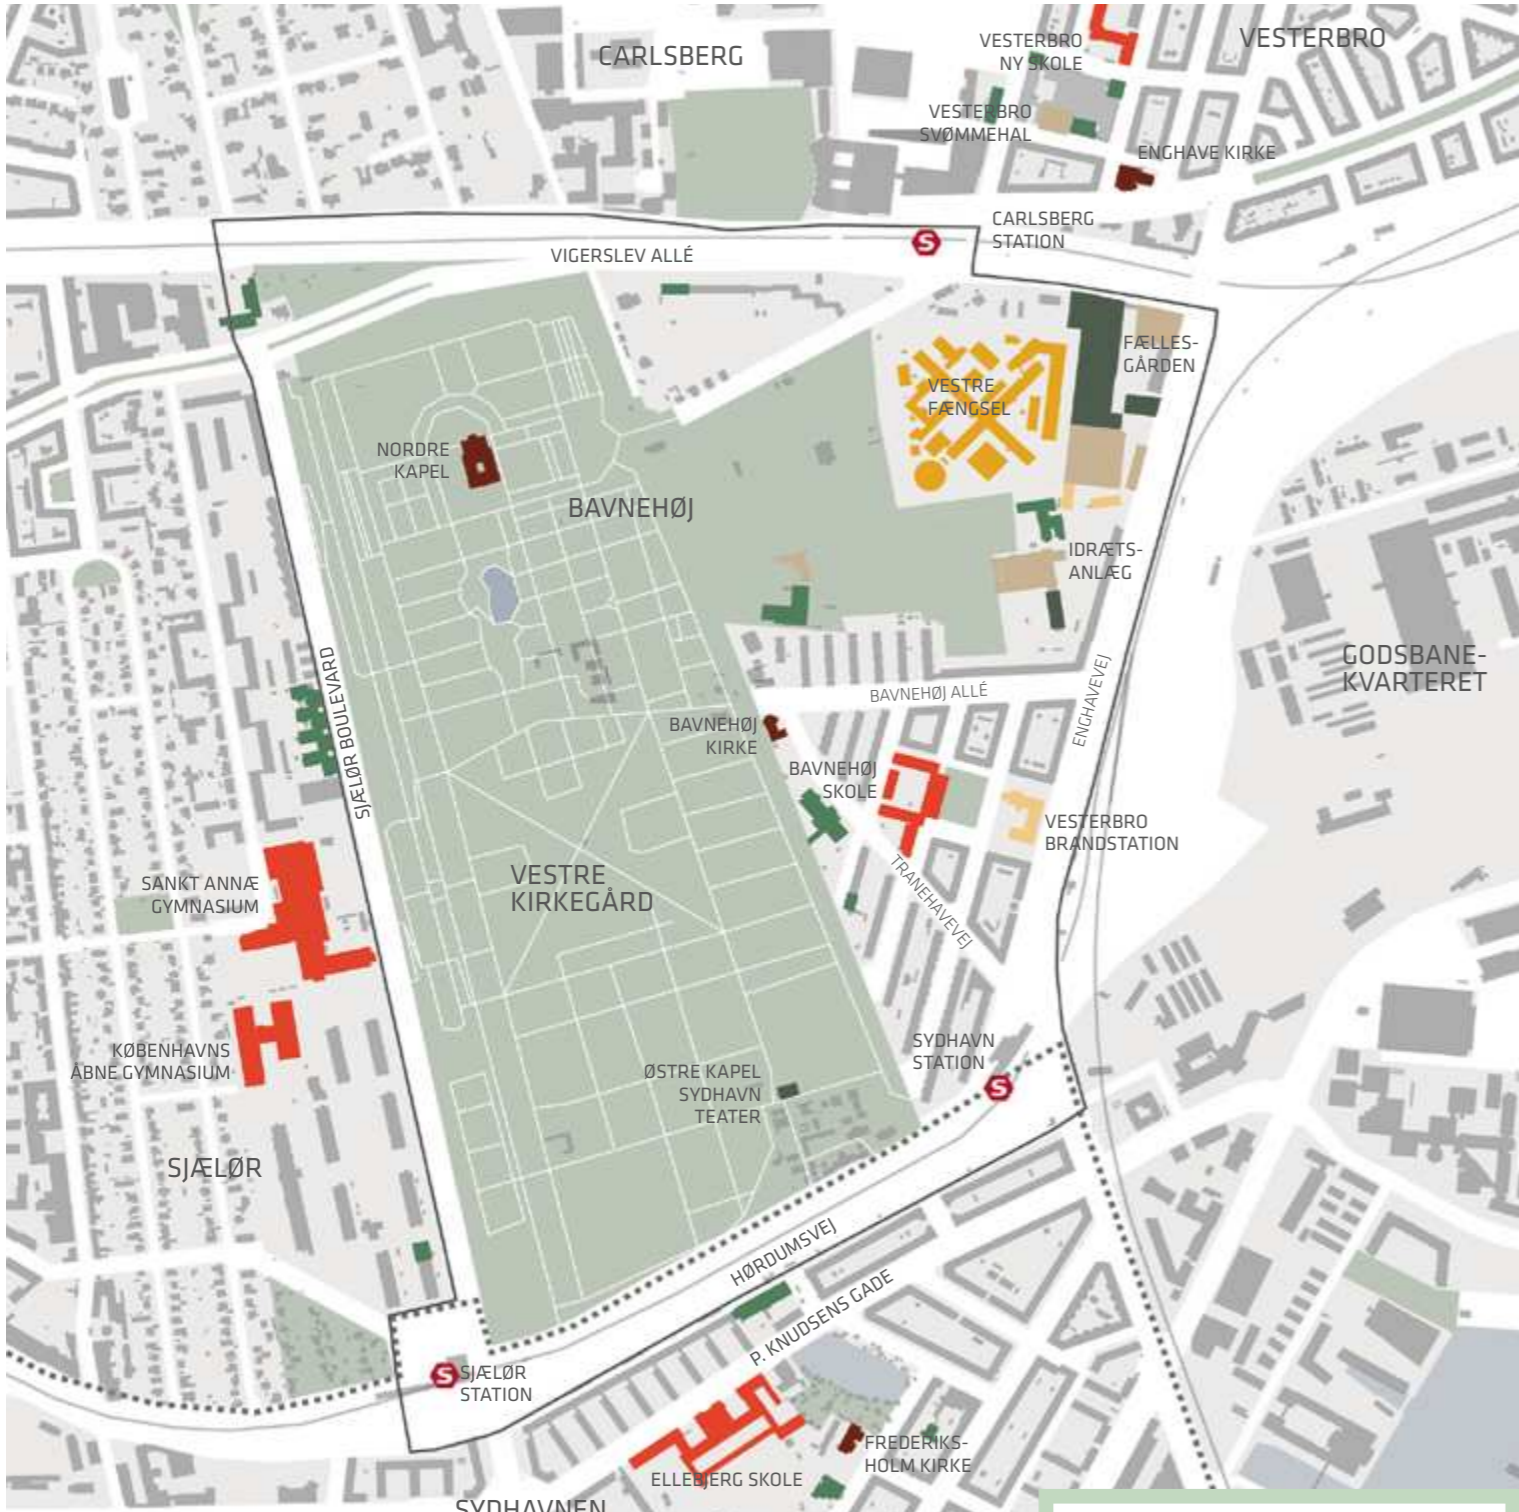 CARLSBERG
VESTERBRO
NY SKOLE
VESTERBRO
VESTERBRO
SVØMMEHAL
ENGHAVE KIRKE
CARLSBERG
STATION
S
VIGERSLEV ALLÉ
FÆLLES-
GÅRDEN
VESTRE
FÆNGSEL
NORDRE
KAPEL
BAVNEHØJ
IDRÆTS-
ANLÆG
GODSBANE-
KVARTERET
SJÆLØR BOULEVARD
BAVNEHØJ ALLÉ
ENGHAVEVEJ
BAVNEHØJ
KIRKE
BAVNEHØJ
SKOLE
VESTERBRO
BRANDSTATION
TRANEHAVEVEJ
VESTRE
KIRKEGÅRD
SANKT ANNÆ
GYMNASIUM
KØBENHAVNS
ÅBNE GYMNASIUM
SYDHAVN
STATION
S
ØSTRE KAPEL
SYDHAVN
TEATER
SJÆLØR
HØRDUMSVEJ
P. KNUDSENS GADE
S
SJÆLØR
STATION
FREDERIKS-
HOLM KIRKE
ELLEBJERG SKOLE
SYDHAVNEN